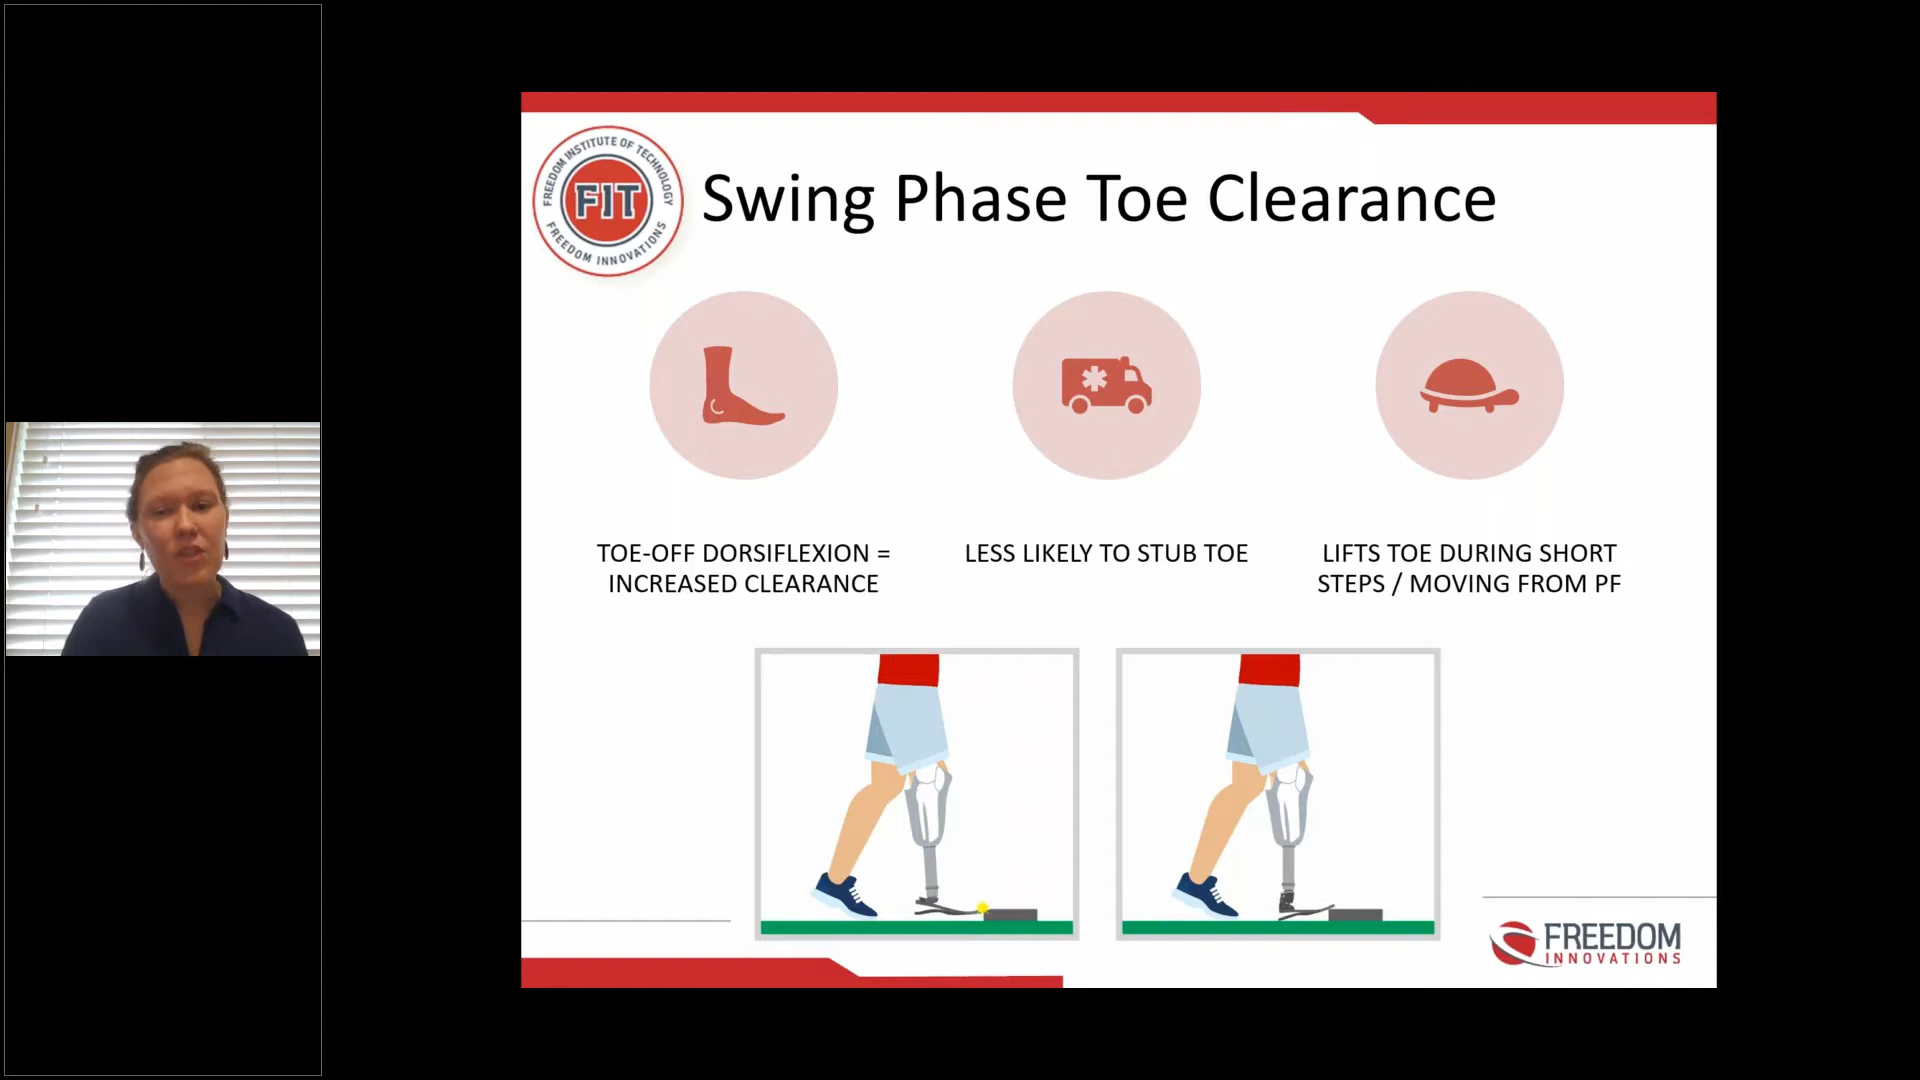 FREEDOM INSTITUTE OF TECHNOLOGY
FIT
FREEDOM INNOVATIONS
Swing Phase Toe Clearance
TOE-OFF DORSIFLEXION =
INCREASED CLEARANCE
LESS LIKELY TO STUB TOE
LIFTS TOE DURING SHORT
STEPS / MOVING FROM PF
FREEDOM
INNOVATIONS